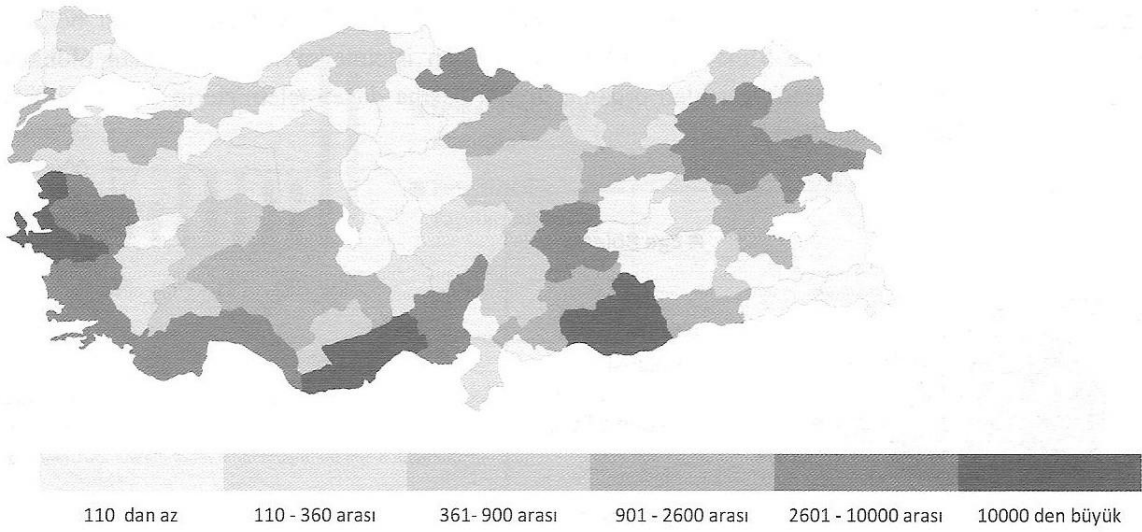 110 dan az
110 - 360 arası
361- 900 arası
901 - 2600 arası
2601 - 10000 arası
10000 den büyük